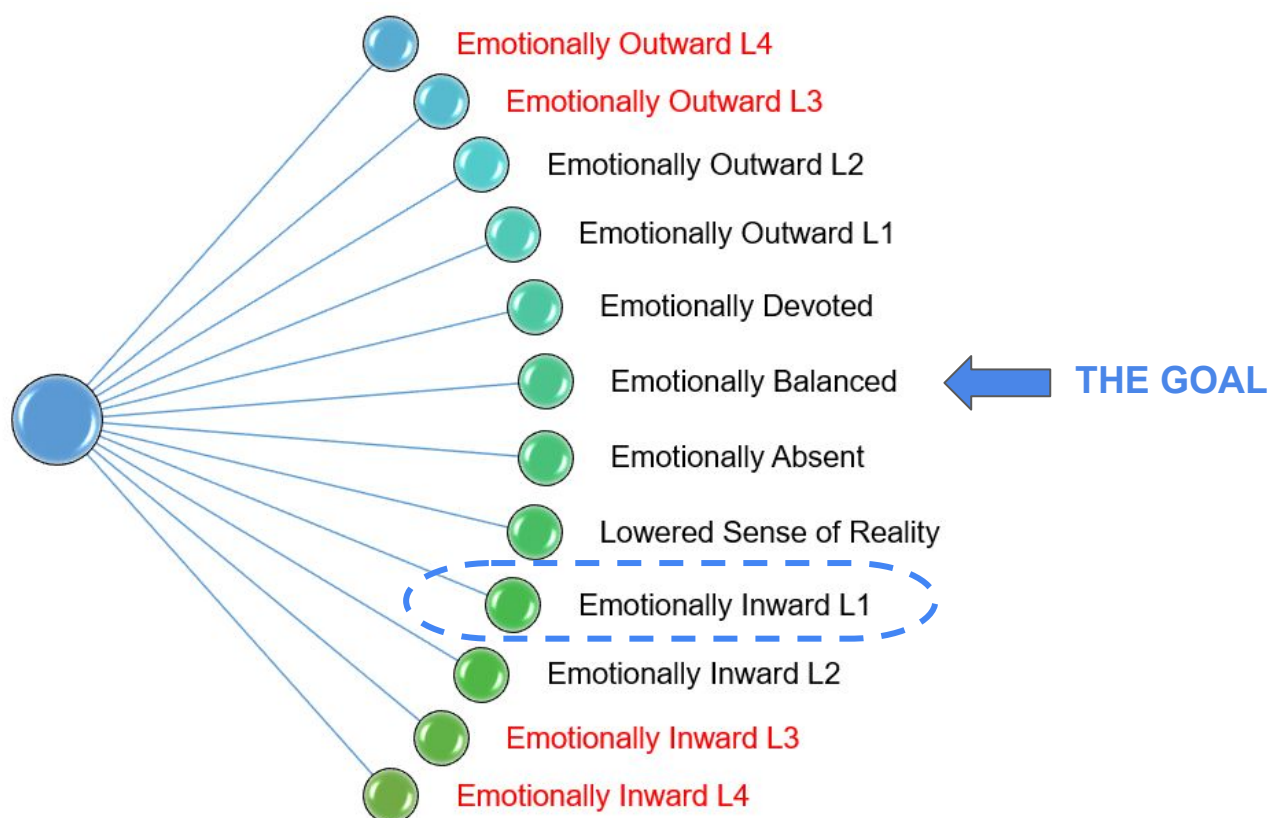 Emotionally Outward L4
Emotionally Outward L3
Emotionally Outward L2
Emotionally Outward L1
Emotionally Devoted
Emotionally Balanced
THE GOAL
Emotionally Absent
Lowered Sense of Reality
Emotionally Inward L1
Emotionally Inward L2
Emotionally Inward L3
Emotionally Inward L4